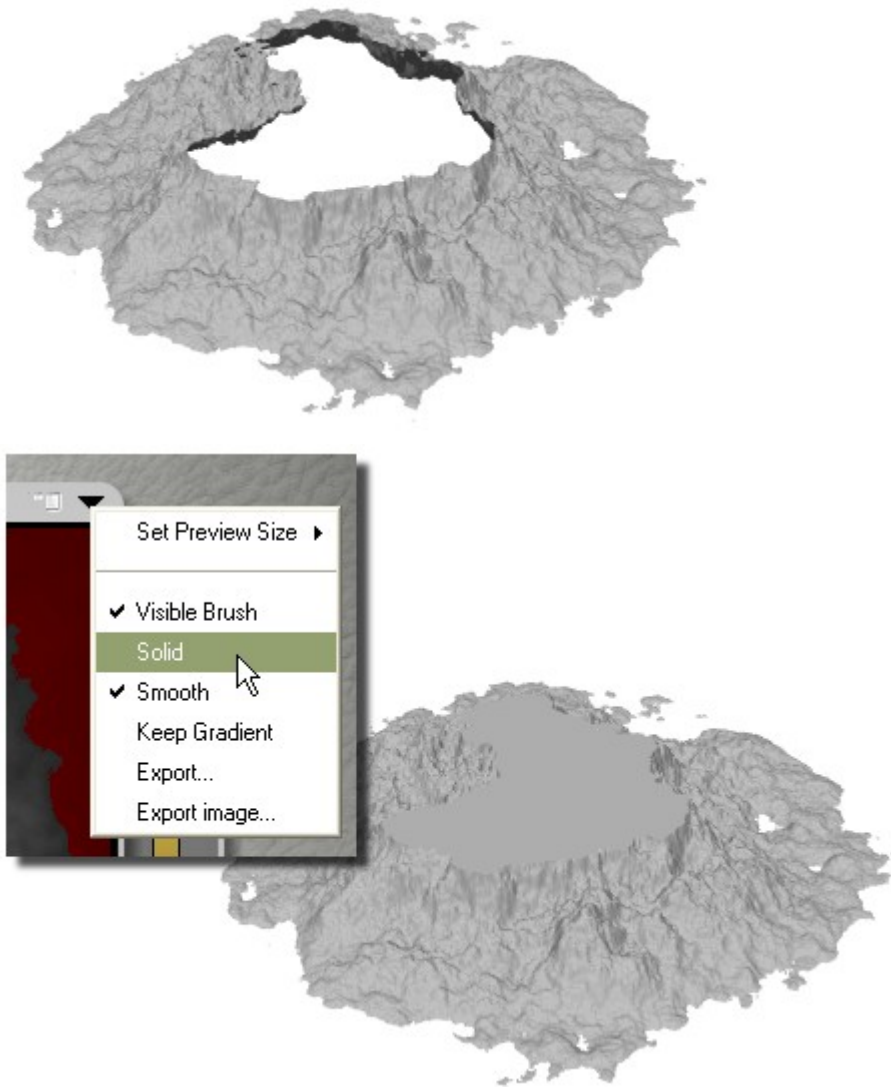 Set Preview Size
Visible Brush
Solid
Smooth
Keep Gradient
Export...
Export image...